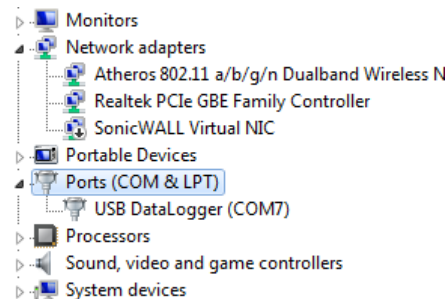 Monitors
Network adapters
Atheros 802.11 a/b/g/n Dualband Wireless N
Realtek PCIe GBE Family Controller
SonicWALL Virtual NIC
Portable Devices
Ports (COM & LPT)
USB DataLogger (COM7)
Processors
Sound, video and game controllers
System devices